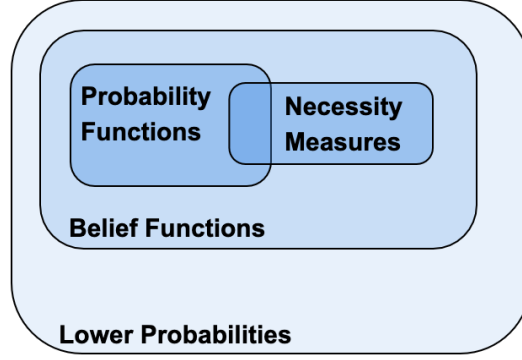 Probability
Functions
Necessity
Measures
Belief Functions
Lower Probabilities